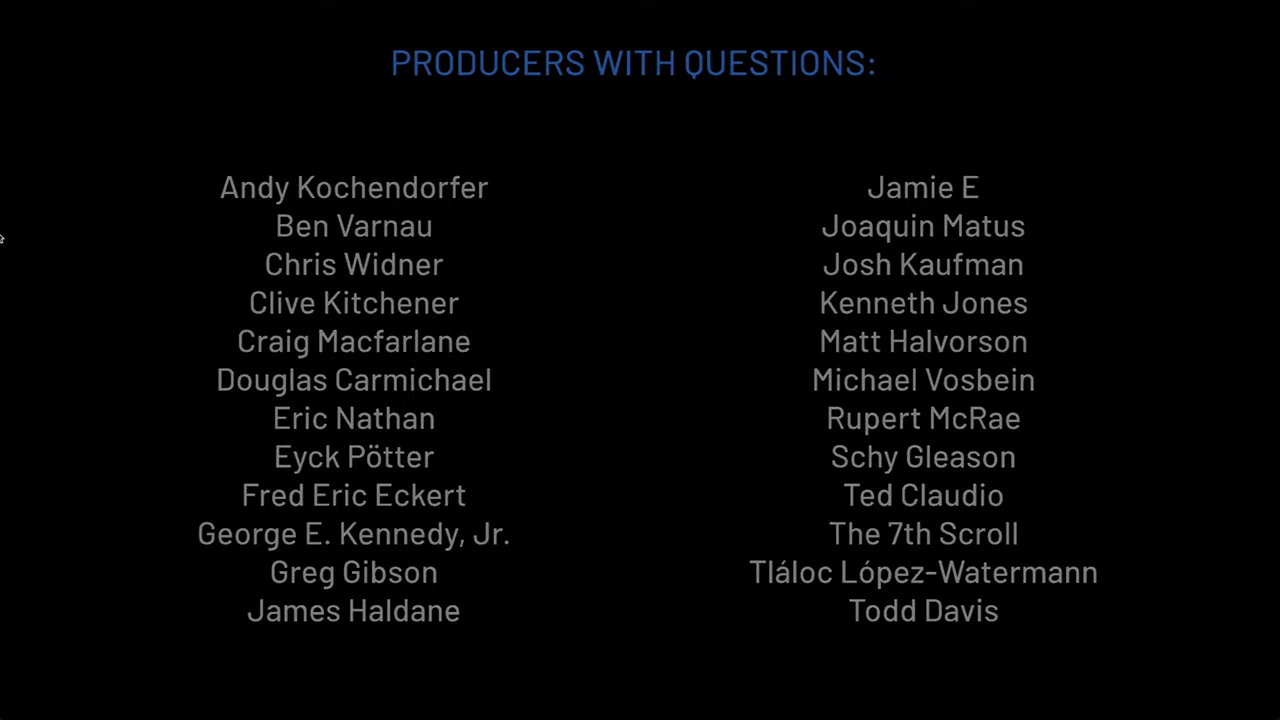 PRODUCERS WITH QUESTIONS:
Andy Kochendorfer
Ben Varnau
Chris Widner
Clive Kitchener
Craig Macfarlane
Douglas Carmichael
Eric Nathan
Eyck Pötter
Fred Eric Eckert
George E. Kennedy, Jr.
Greg Gibson
James Haldane
Jamie E
Joaquin Matus
Josh Kaufman
Kenneth Jones
Matt Halvorson
Michael Vosbein
Rupert McRae
Schy Gleason
Ted Claudio
The 7th Scroll
Tláloc López-Watermann
Todd Davis